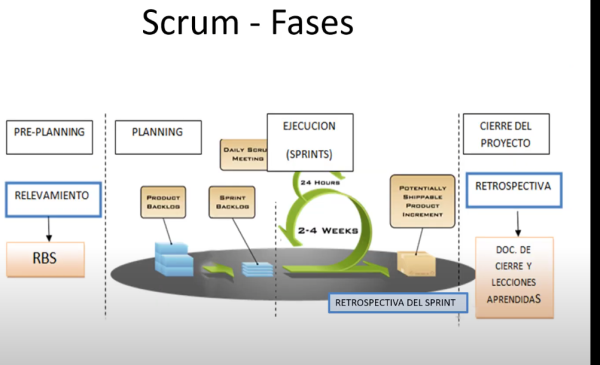 Scrum - Fases
PRE-PLANNING
PLANNING
EJECUCION
(SPRINTS)
CIERRE DEL
PROYECTO
DAILY SCRU
MEETING
24 HOURS
RELEVAMIENTO
PRODUCT
BACKLOG
SPRINT
BACKLOG
POTENTIALLY
SHIPPABLE
PRODUCT
INCREMENT
RETROSPECTIVA
2-4 WEEKS
RBS
DOC. DE
CIERRE Y
LECCIONES
APRENDIDAS
RETROSPECTIVA DEL SPRINT